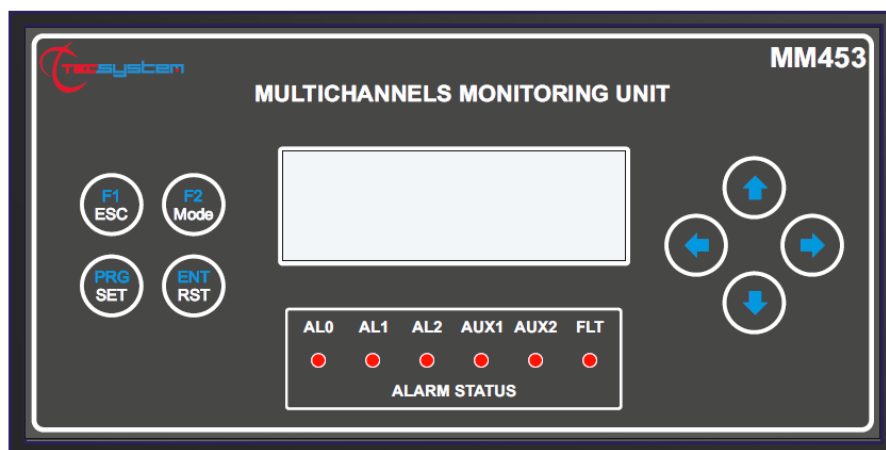 TECSYSTEM
MM453
MULTICHANNELS MONITORING UNIT
F1
ESC
F2
Mode
PRG
SET
ENT
RST
AL0 AL1 AL2 AUX1 AUX2 FLT
ALARM STATUS